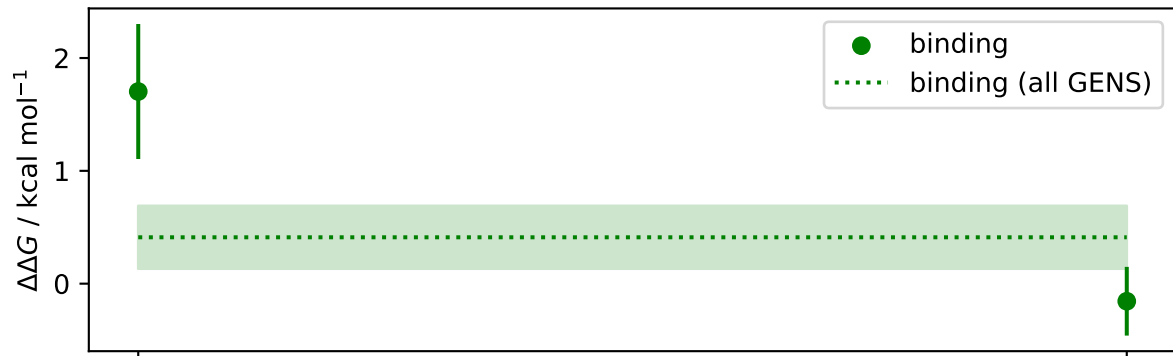 ΔΔG / kcal mol⁻¹
2
1
0
binding
binding (all GENS)